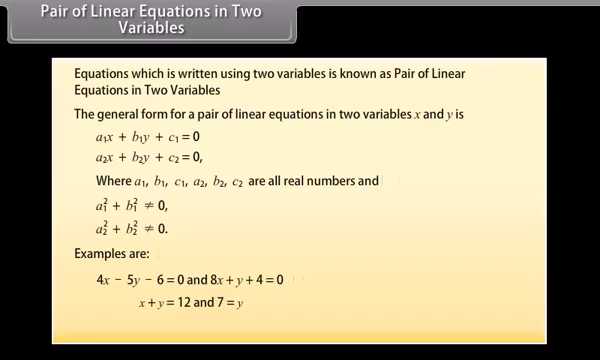 Pair of Linear Equations in Two
Variables
Equations which is written using two variables is known as Pair of Linear
Equations in Two Variables
The general form for a pair of linear equations in two variables x and y is
a₁x + b₁y + c₁ = 0
a₂x + b₂y + c₂ = 0,
Where a₁, b₁, c₁, a₂, b₂, c₂ are all real numbers and
a₁² + b₁² ≠ 0,
a₂² + b₂² ≠ 0.
Examples are:
4x − 5y − 6 = 0 and 8x + y + 4 = 0
x + y = 12 and 7 = y